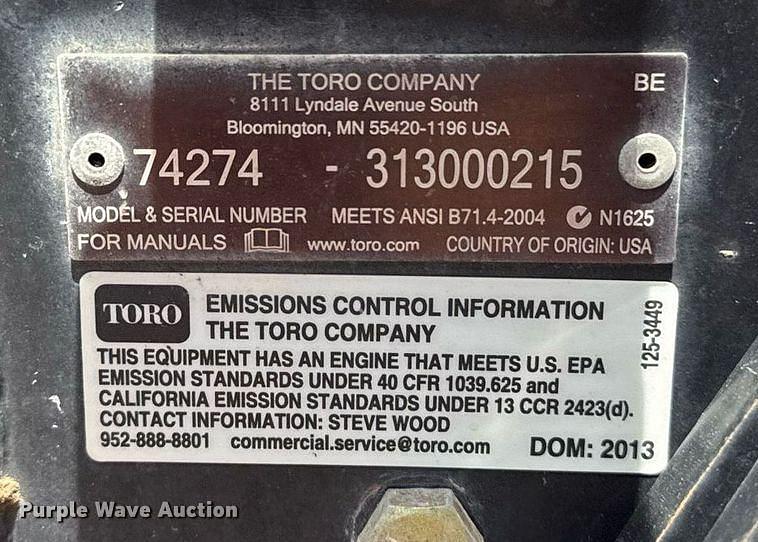 THE TORO COMPANY BE
8111 Lyndale Avenue South
Bloomington, MN 55420-1196 USA
74274 - 313000215
MODEL & SERIAL NUMBER MEETS ANSI B71.4-2004 N1625
FOR MANUALS www.toro.com COUNTRY OF ORIGIN: USA
TORO
EMISSIONS CONTROL INFORMATION
THE TORO COMPANY
THIS EQUIPMENT HAS AN ENGINE THAT MEETS U.S. EPA
EMISSION STANDARDS UNDER 40 CFR 1039.625 and
CALIFORNIA EMISSION STANDARDS UNDER 13 CCR 2423(d).
CONTACT INFORMATION: STEVE WOOD
952-888-8801 commercial.service@toro.com DOM: 2013
125-3449
Purple Wave Auction